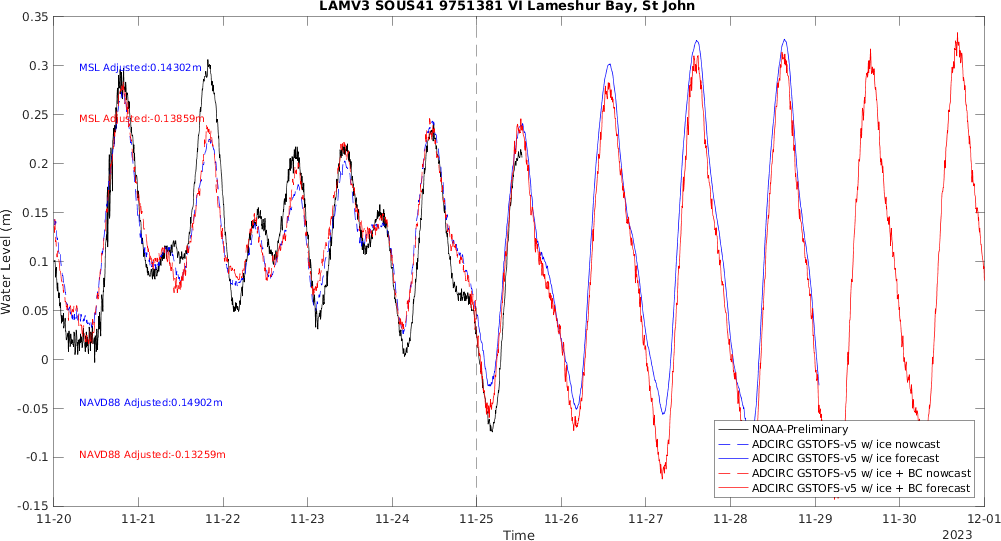 LAMV3 SOUS41 9751381 VI Lameshur Bay, St John
0.35
0.3
0.25
0.2
0.15
0.1
0.05
0
-0.05
-0.1
-0.15
Water Level (m)
MSL Adjusted:0.14302m
MSL Adjusted:-0.13859m
NAVD88 Adjusted:0.14902m
NAVD88 Adjusted:-0.13259m
NOAA-Preliminary
ADCIRC GSTOFS-v5 w/ ice nowcast
ADCIRC GSTOFS-v5 w/ ice forecast
ADCIRC GSTOFS-v5 w/ ice + BC nowcast
ADCIRC GSTOFS-v5 w/ ice + BC forecast
11-20 11-21 11-22 11-23 11-24 11-25 11-26 11-27 11-28 11-29 11-30 12-01
Time
2023